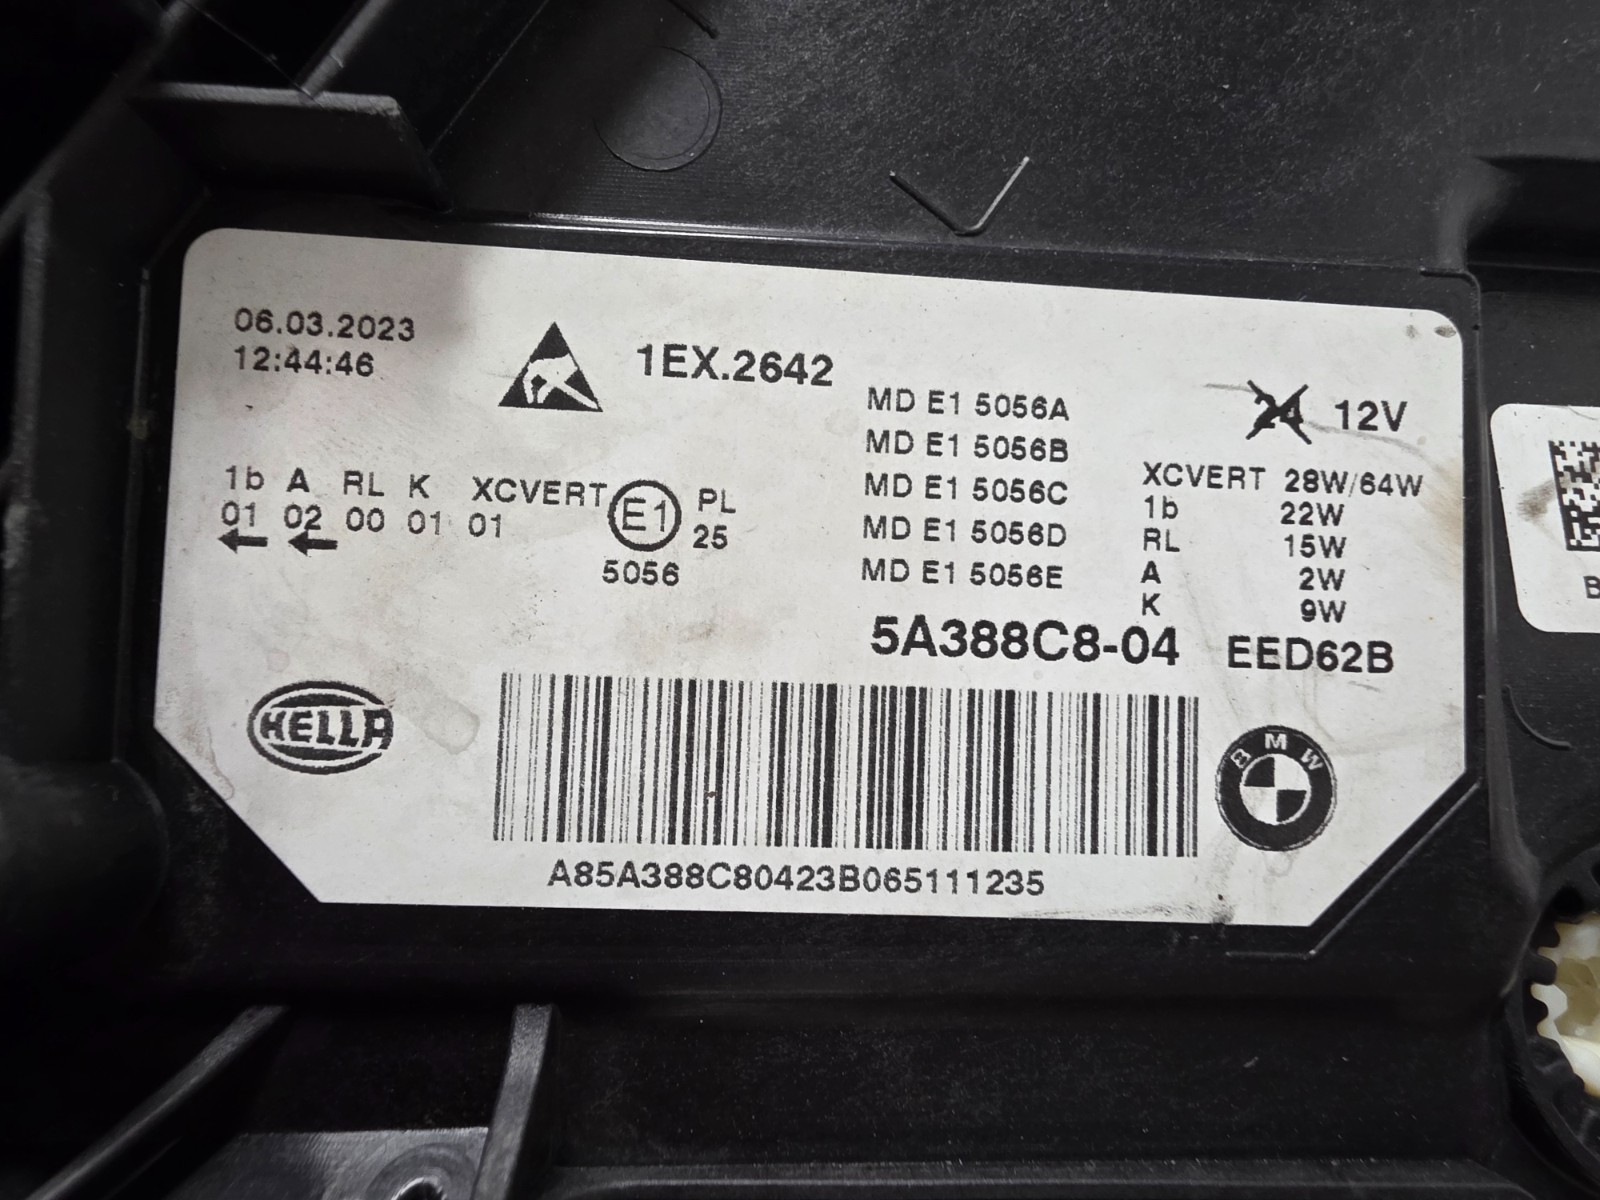 06.03.2023
12:44:46
1EX.2642
MD E1 5056A
MD E1 5056B
MD E1 5056C
MD E1 5056D
MD E1 5056E
24 12V
1b A RL K XCVERT E1 PL
01 02 00 01 01 25
5056
XCVERT 28W/64W
1b 22W
RL 15W
A 2W
K 9W
5A388C8-04 EED62B
HELLA
BMW
A85A388C80423B065111235